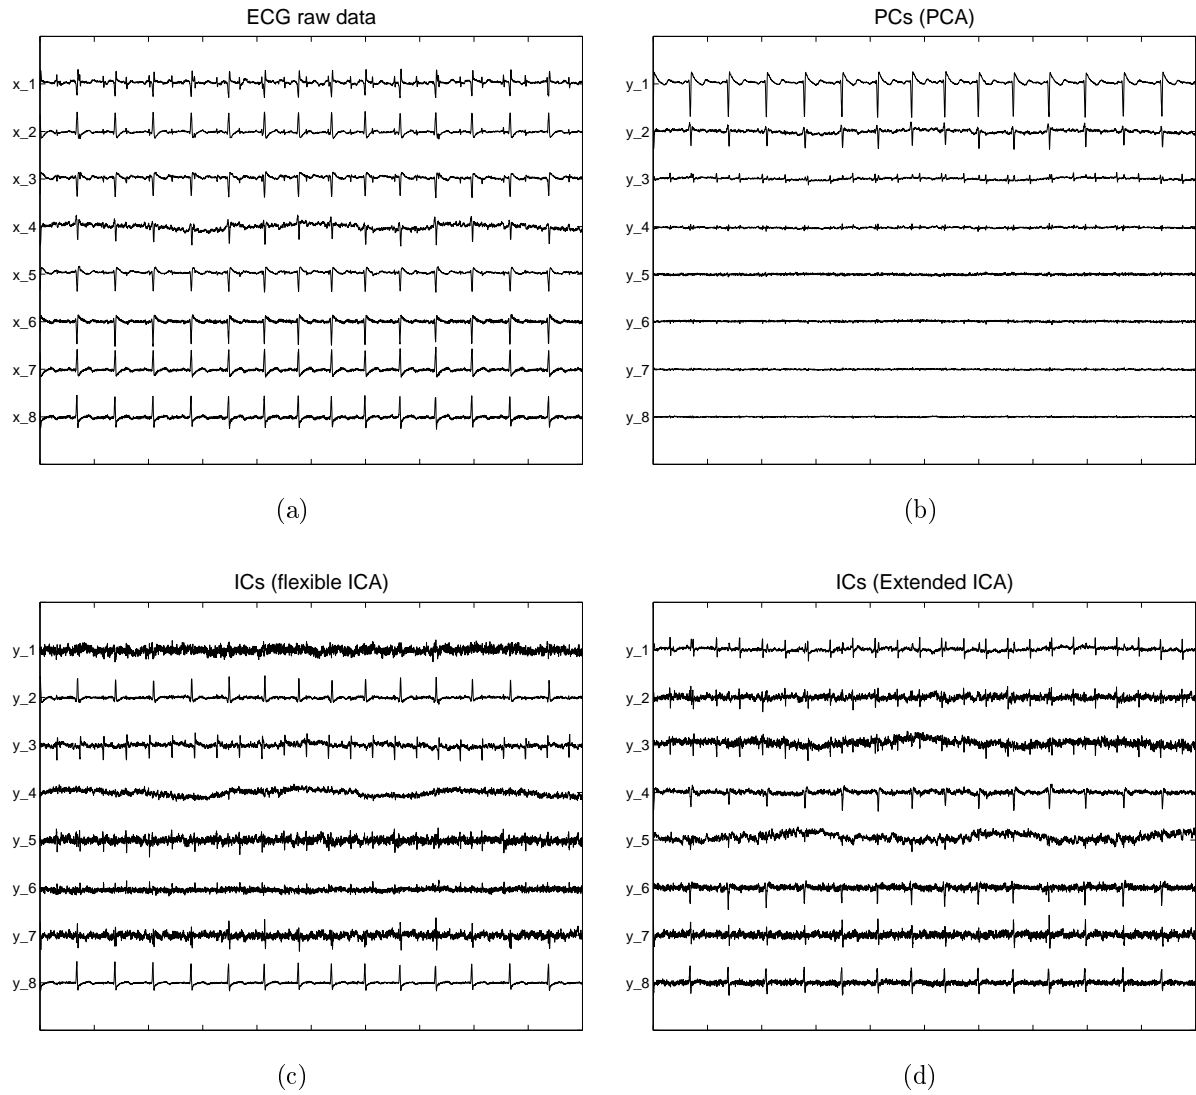 ECG raw data
x_1
x_2
x_3
x_4
x_5
x_6
x_7
x_8
(a)
PCs (PCA)
y_1
y_2
y_3
y_4
y_5
y_6
y_7
y_8
(b)
ICs (flexible ICA)
y_1
y_2
y_3
y_4
y_5
y_6
y_7
y_8
(c)
ICs (Extended ICA)
y_1
y_2
y_3
y_4
y_5
y_6
y_7
y_8
(d)